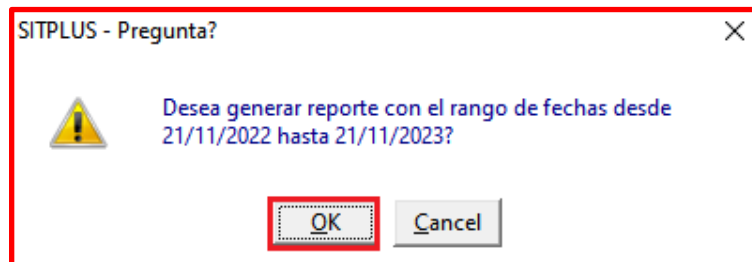 SITPLUS - Pregunta?
Desea generar reporte con el rango de fechas desde
21/11/2022 hasta 21/11/2023?
OK Cancel